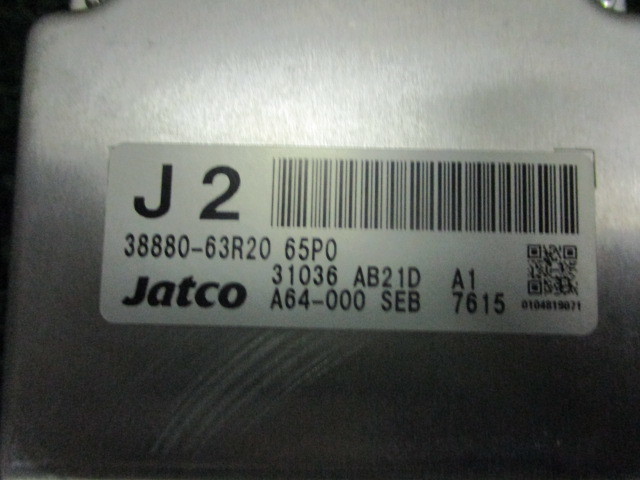 J 2
38880-63R20 65P0
31036 AB21D A1
Jatco A64-000 SEB 7615
0104819071